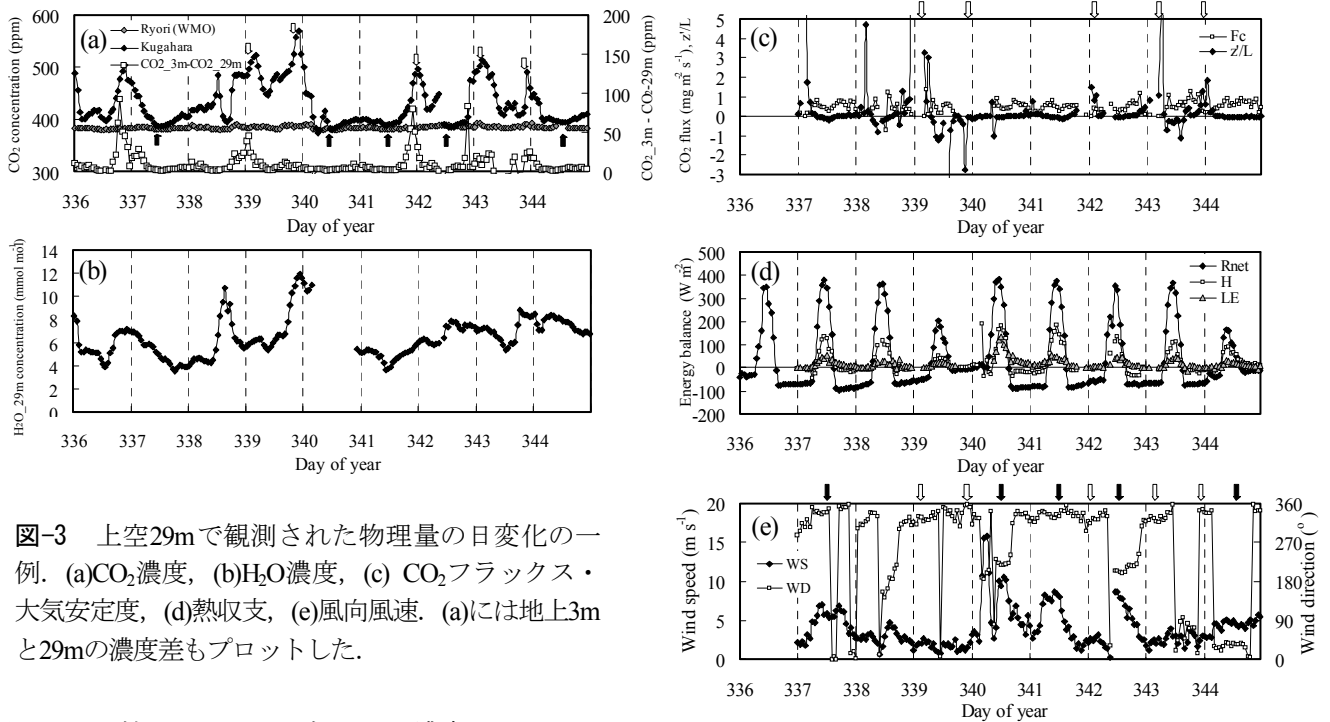 600
500
400
300
CO₂ concentration (ppm)
(a)
Ryori (WMO)
Kugahara
CO2_3m-CO2_29m
200
150
100
50
0
CO₂_3m - CO₂-29m (ppm)
336 337 338 339 340 341 342 343 344
Day of year
14
12
10
8
6
4
2
0
H₂O_29m concentration (mmol mol⁻¹)
(b)
336 337 338 339 340 341 342 343 344
Day of year
図-3 上空29mで観測された物理量の日変化の一
例．(a)CO₂濃度，(b)H₂O濃度，(c) CO₂フラックス・
大気安定度，(d)熱収支，(e)風向風速．(a)には地上3m
と29mの濃度差もプロットした．
5
4
3
2
1
0
-1
-2
-3
CO₂ flux (mg m⁻² s⁻¹), z'/L
(c)
Fc
z'/L
336 337 338 339 340 341 342 343 344
Day of year
500
400
300
200
100
0
-100
-200
Energy balance (W m⁻²)
(d)
Rnet
H
LE
336 337 338 339 340 341 342 343 344
Day of year
20
15
10
5
0
Wind speed (m s⁻¹)
(e)
WS
WD
360
270
180
90
0
Wind direction (°)
336 337 338 339 340 341 342 343 344
Day of year